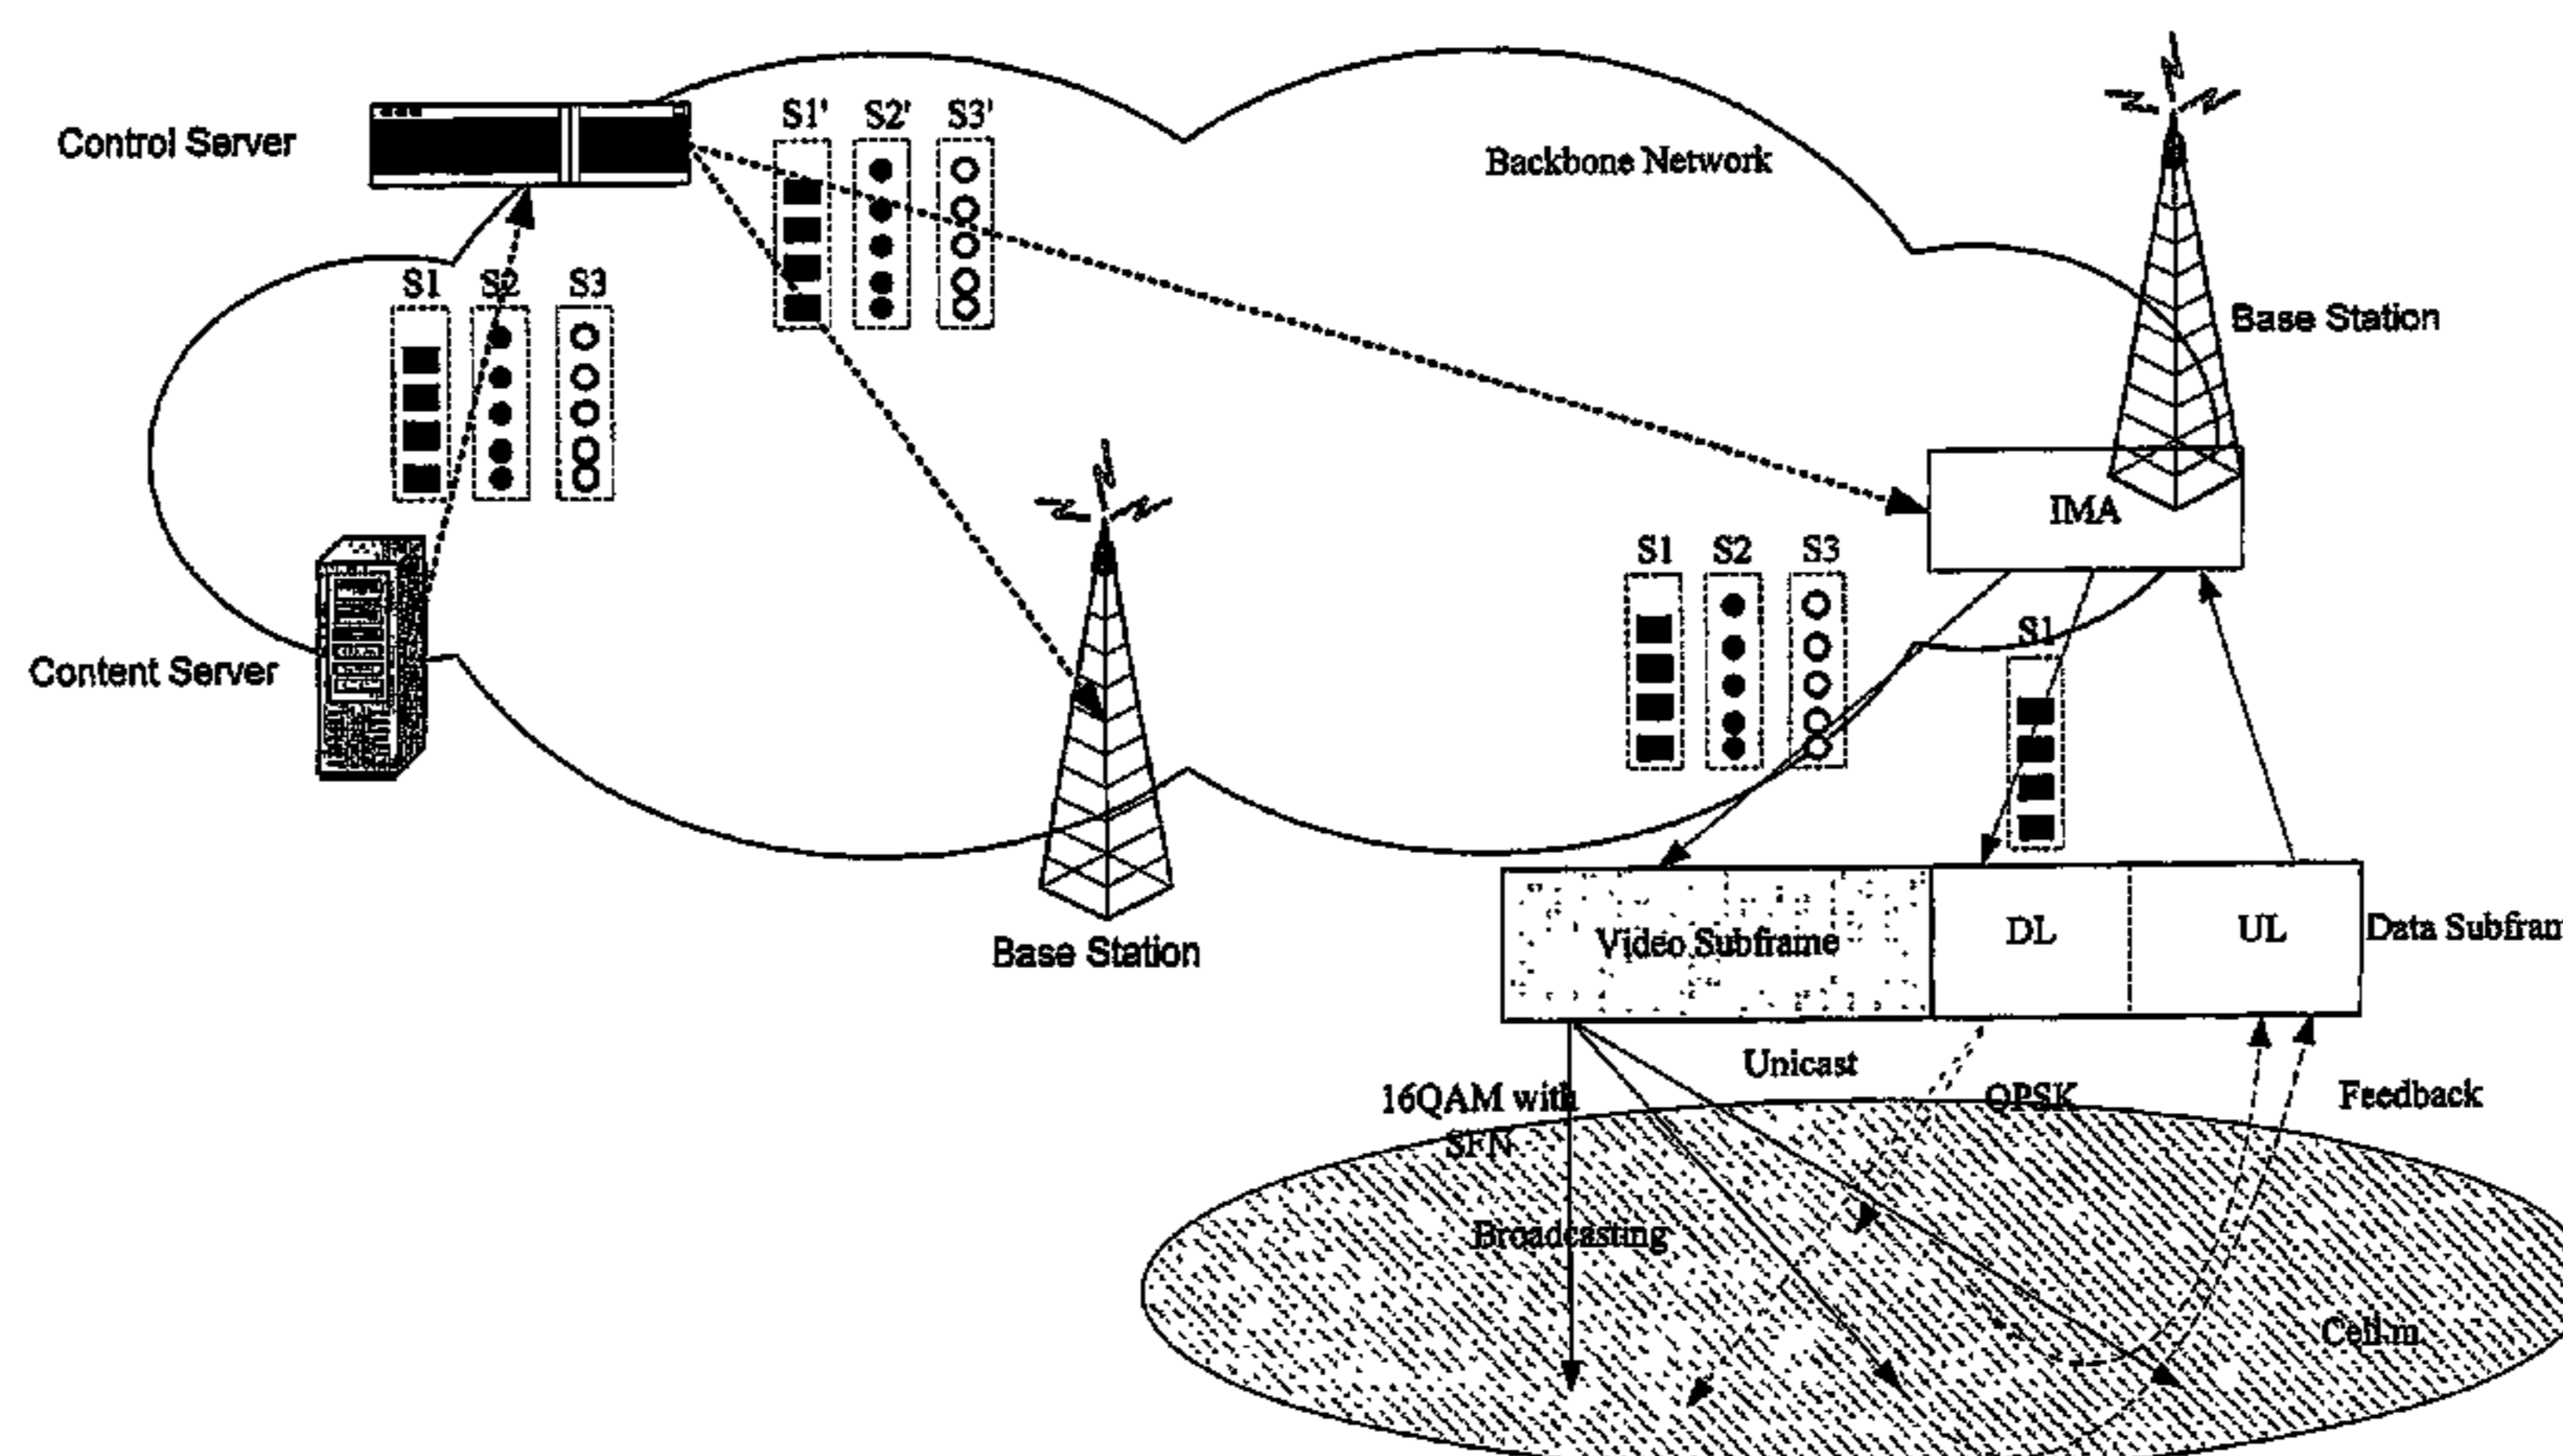 Control Server
S1' S2' S3'
Backbone Network
S1 S2 S3
Base Station
IMA
S1 S2 S3
S1
Content Server
Base Station
Video Subframe DL UL Data Subfram
Unicast
16QAM with
SFN
QPSK
Feedback
Broadcasting
Cell m